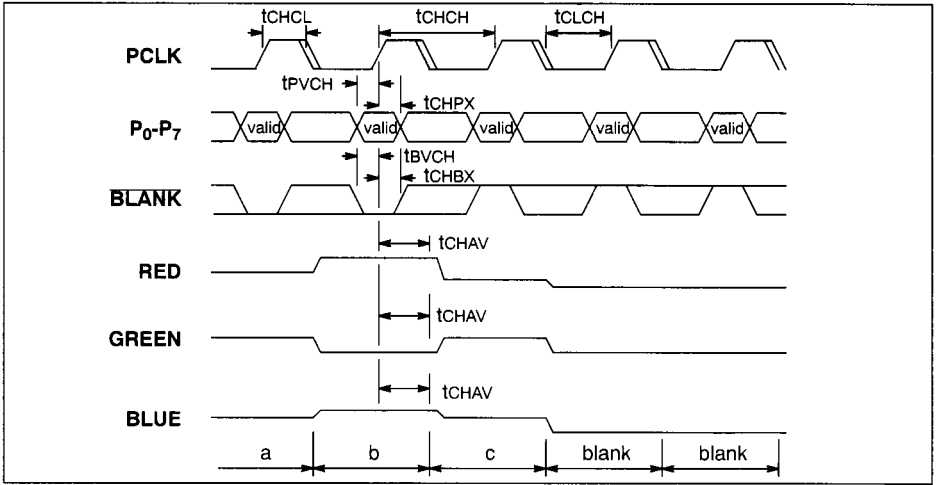 tCHCL tCHCH tCLCH
PCLK
tPVCH
tCHPX
P0-P7 valid valid valid valid valid
tBVCH
tCHBX
BLANK
tCHAV
RED
tCHAV
GREEN
tCHAV
BLUE
a b c blank blank